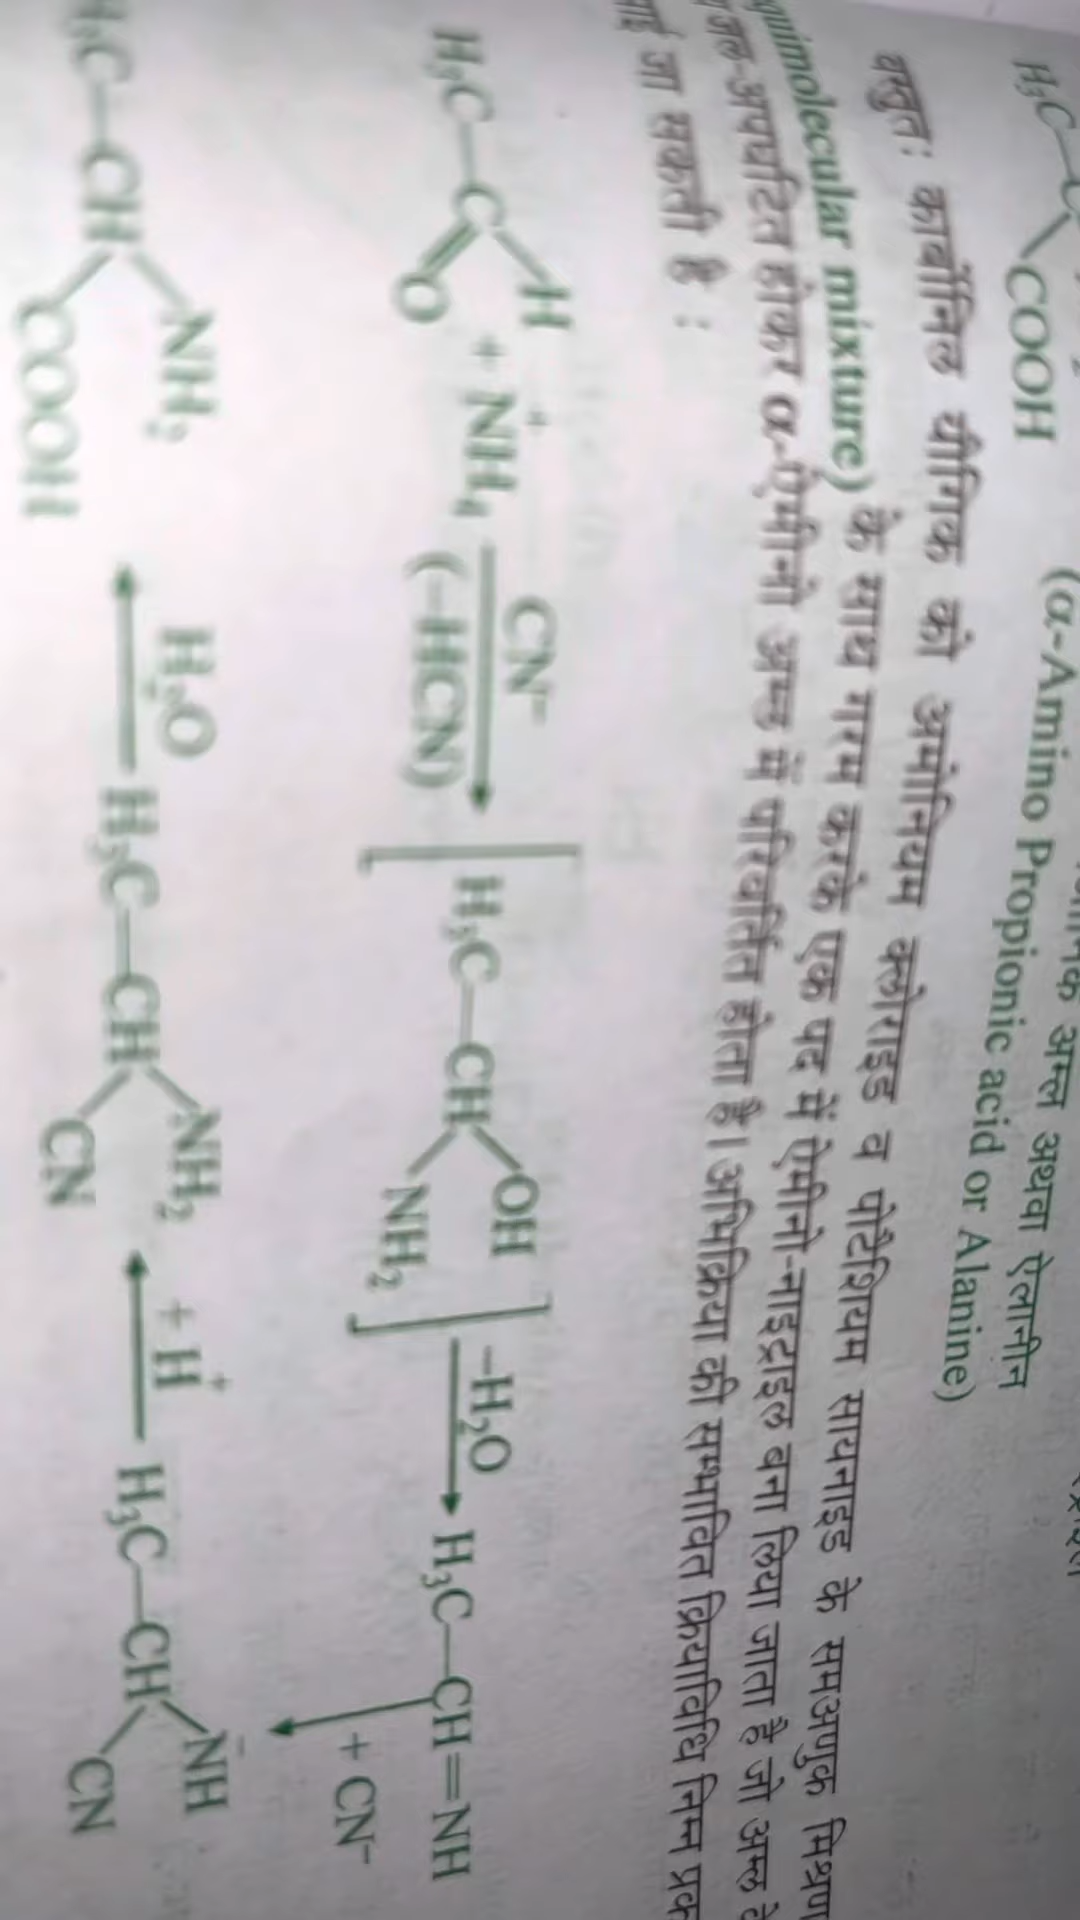 H₃C
COOH
(α-Amino Propionic acid or Alanine)
अम्ल अथवा ऐलानीन
वस्तुतः कार्बोनिल यौगिक को अमोनियम क्लोराइड व पोटैशियम सायनाइड के समअणुक मिश्रण
quimolecular mixture) के साथ गरम करके एक पद में ऐमीनो-नाइट्राइल बना लिया जाता है जो अम्ल
जल-अपघटित होकर α-ऐमीनो अम्ल में परिवर्तित होता है। अभिक्रिया की सम्भावित क्रियाविधि निम्न प्रक
जा सकती है :
H₃C—C H O + N⁺H₄ CN⁻ (–HCN) [H₃C—CH OH NH₂] –H₂O H₃C—CH=NH
+ CN⁻
H₃C—CH NH₂ COOH H₂O H₃C—CH NH₂ CN + H⁺ H₃C—CH N⁻H CN